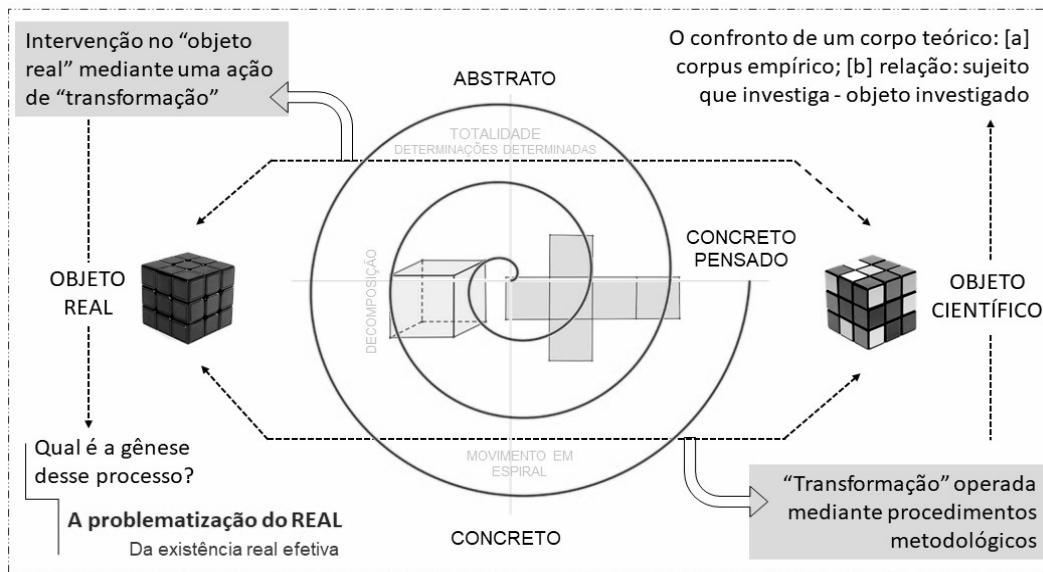 Intervenção no “objeto
real” mediante uma ação
de “transformação”
O confronto de um corpo teórico: [a]
corpus empírico; [b] relação: sujeito
que investiga - objeto investigado
ABSTRATO
TOTALIDADE
DETERMINAÇÕES DETERMINADAS
DECOMPOSIÇÃO
CONCRETO
PENSADO
OBJETO
REAL
OBJETO
CIENTÍFICO
MOVIMENTO EM
ESPIRAL
CONCRETO
Qual é a gênese
desse processo?
A problematização do REAL
Da existência real efetiva
“Transformação” operada
mediante procedimentos
metodológicos